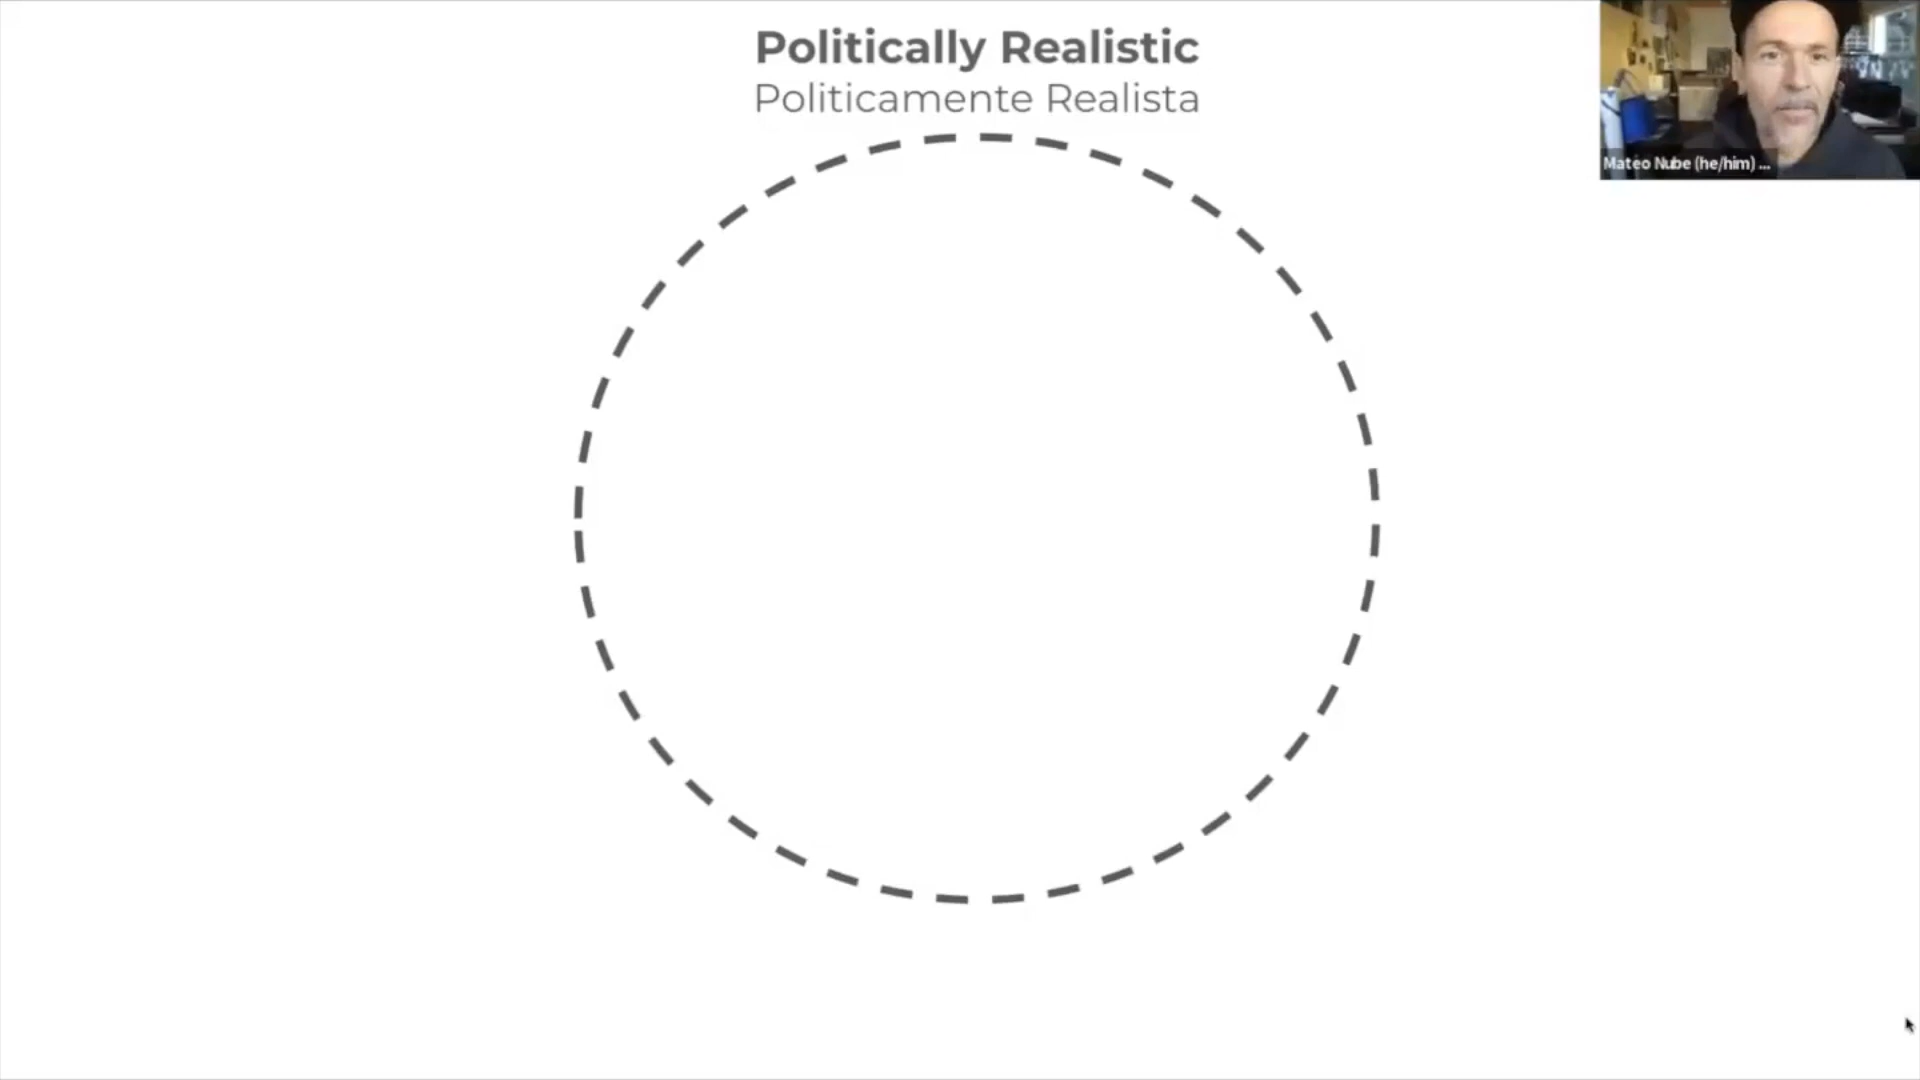 Politically Realistic
Politicamente Realista
Mateo Nube (he/him) ...